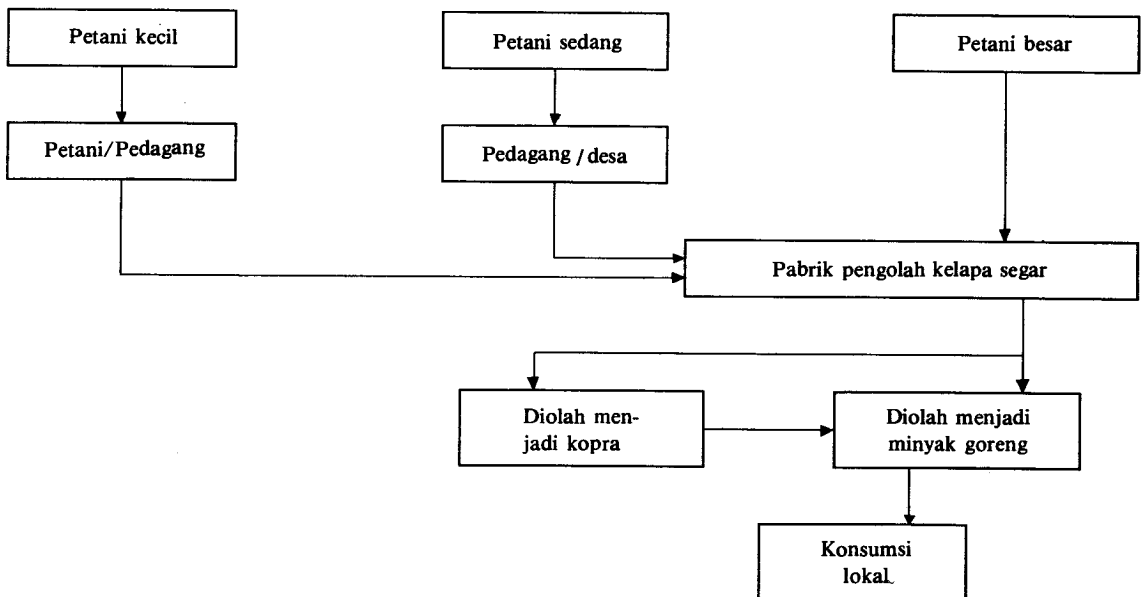 Petani kecil
Petani sedang
Petani besar
Petani/Pedagang
Pedagang / desa
Pabrik pengolah kelapa segar
Diolah men-
jadi kopra
Diolah menjadi
minyak goreng
Konsumsi
lokal